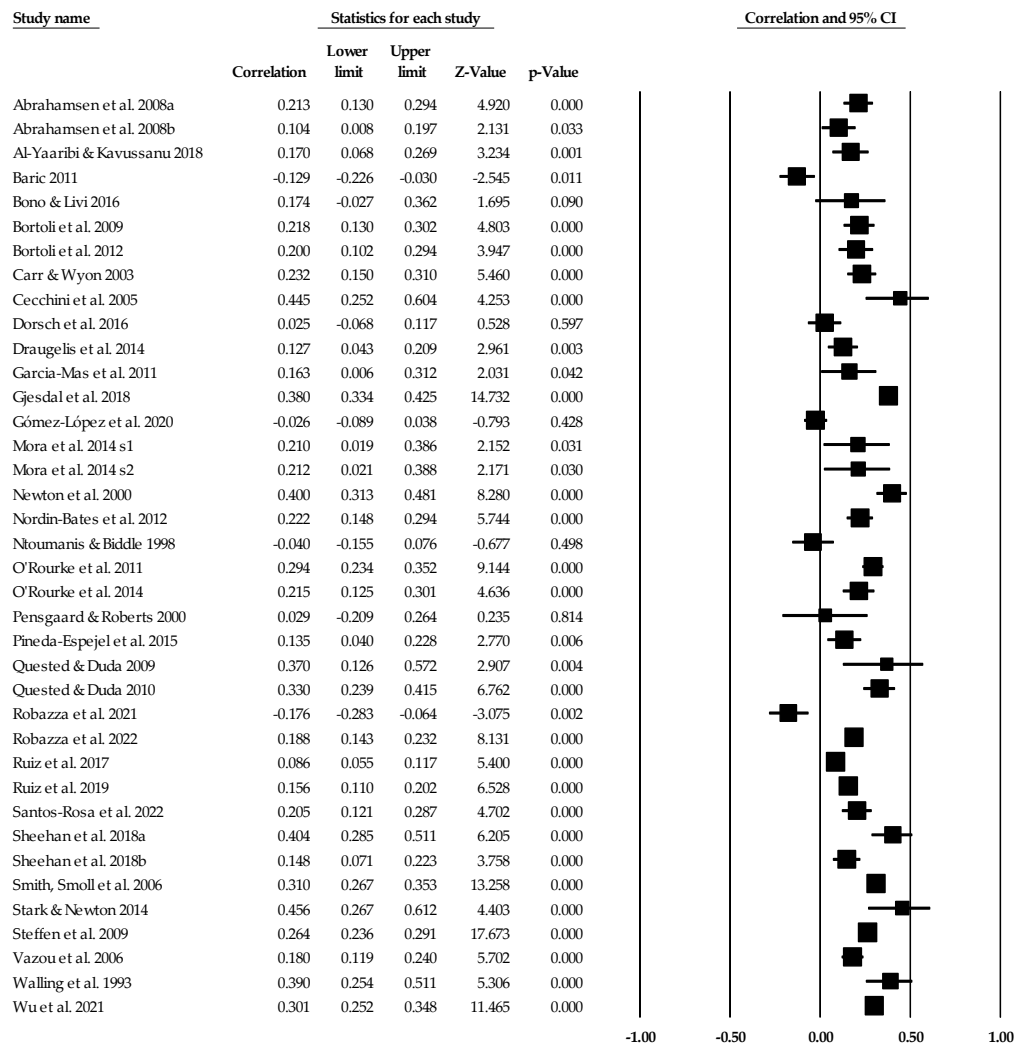 Study name Statistics for each study Correlation and 95% CI
Lower Upper
Correlation limit limit Z-Value p-Value
Abrahamsen et al. 2008a 0.213 0.130 0.294 4.920 0.000
Abrahamsen et al. 2008b 0.104 0.008 0.197 2.131 0.033
Al-Yaaribi & Kavussanu 2018 0.170 0.068 0.269 3.234 0.001
Baric 2011 -0.129 -0.226 -0.030 -2.545 0.011
Bono & Livi 2016 0.174 -0.027 0.362 1.695 0.090
Bortoli et al. 2009 0.218 0.130 0.302 4.803 0.000
Bortoli et al. 2012 0.200 0.102 0.294 3.947 0.000
Carr & Wyon 2003 0.232 0.150 0.310 5.460 0.000
Cecchini et al. 2005 0.445 0.252 0.604 4.253 0.000
Dorsch et al. 2016 0.025 -0.068 0.117 0.528 0.597
Draugelis et al. 2014 0.127 0.043 0.209 2.961 0.003
Garcia-Mas et al. 2011 0.163 0.006 0.312 2.031 0.042
Gjesdal et al. 2018 0.380 0.334 0.425 14.732 0.000
Gómez-López et al. 2020 -0.026 -0.089 0.038 -0.793 0.428
Mora et al. 2014 s1 0.210 0.019 0.386 2.152 0.031
Mora et al. 2014 s2 0.212 0.021 0.388 2.171 0.030
Newton et al. 2000 0.400 0.313 0.481 8.280 0.000
Nordin-Bates et al. 2012 0.222 0.148 0.294 5.744 0.000
Ntoumanis & Biddle 1998 -0.040 -0.155 0.076 -0.677 0.498
O'Rourke et al. 2011 0.294 0.234 0.352 9.144 0.000
O'Rourke et al. 2014 0.215 0.125 0.301 4.636 0.000
Pensgaard & Roberts 2000 0.029 -0.209 0.264 0.235 0.814
Pineda-Espejel et al. 2015 0.135 0.040 0.228 2.770 0.006
Quested & Duda 2009 0.370 0.126 0.572 2.907 0.004
Quested & Duda 2010 0.330 0.239 0.415 6.762 0.000
Robazza et al. 2021 -0.176 -0.283 -0.064 -3.075 0.002
Robazza et al. 2022 0.188 0.143 0.232 8.131 0.000
Ruiz et al. 2017 0.086 0.055 0.117 5.400 0.000
Ruiz et al. 2019 0.156 0.110 0.202 6.528 0.000
Santos-Rosa et al. 2022 0.205 0.121 0.287 4.702 0.000
Sheehan et al. 2018a 0.404 0.285 0.511 6.205 0.000
Sheehan et al. 2018b 0.148 0.071 0.223 3.758 0.000
Smith, Smoll et al. 2006 0.310 0.267 0.353 13.258 0.000
Stark & Newton 2014 0.456 0.267 0.612 4.403 0.000
Steffen et al. 2009 0.264 0.236 0.291 17.673 0.000
Vazou et al. 2006 0.180 0.119 0.240 5.702 0.000
Walling et al. 1993 0.390 0.254 0.511 5.306 0.000
Wu et al. 2021 0.301 0.252 0.348 11.465 0.000
-1.00 -0.50 0.00 0.50 1.00